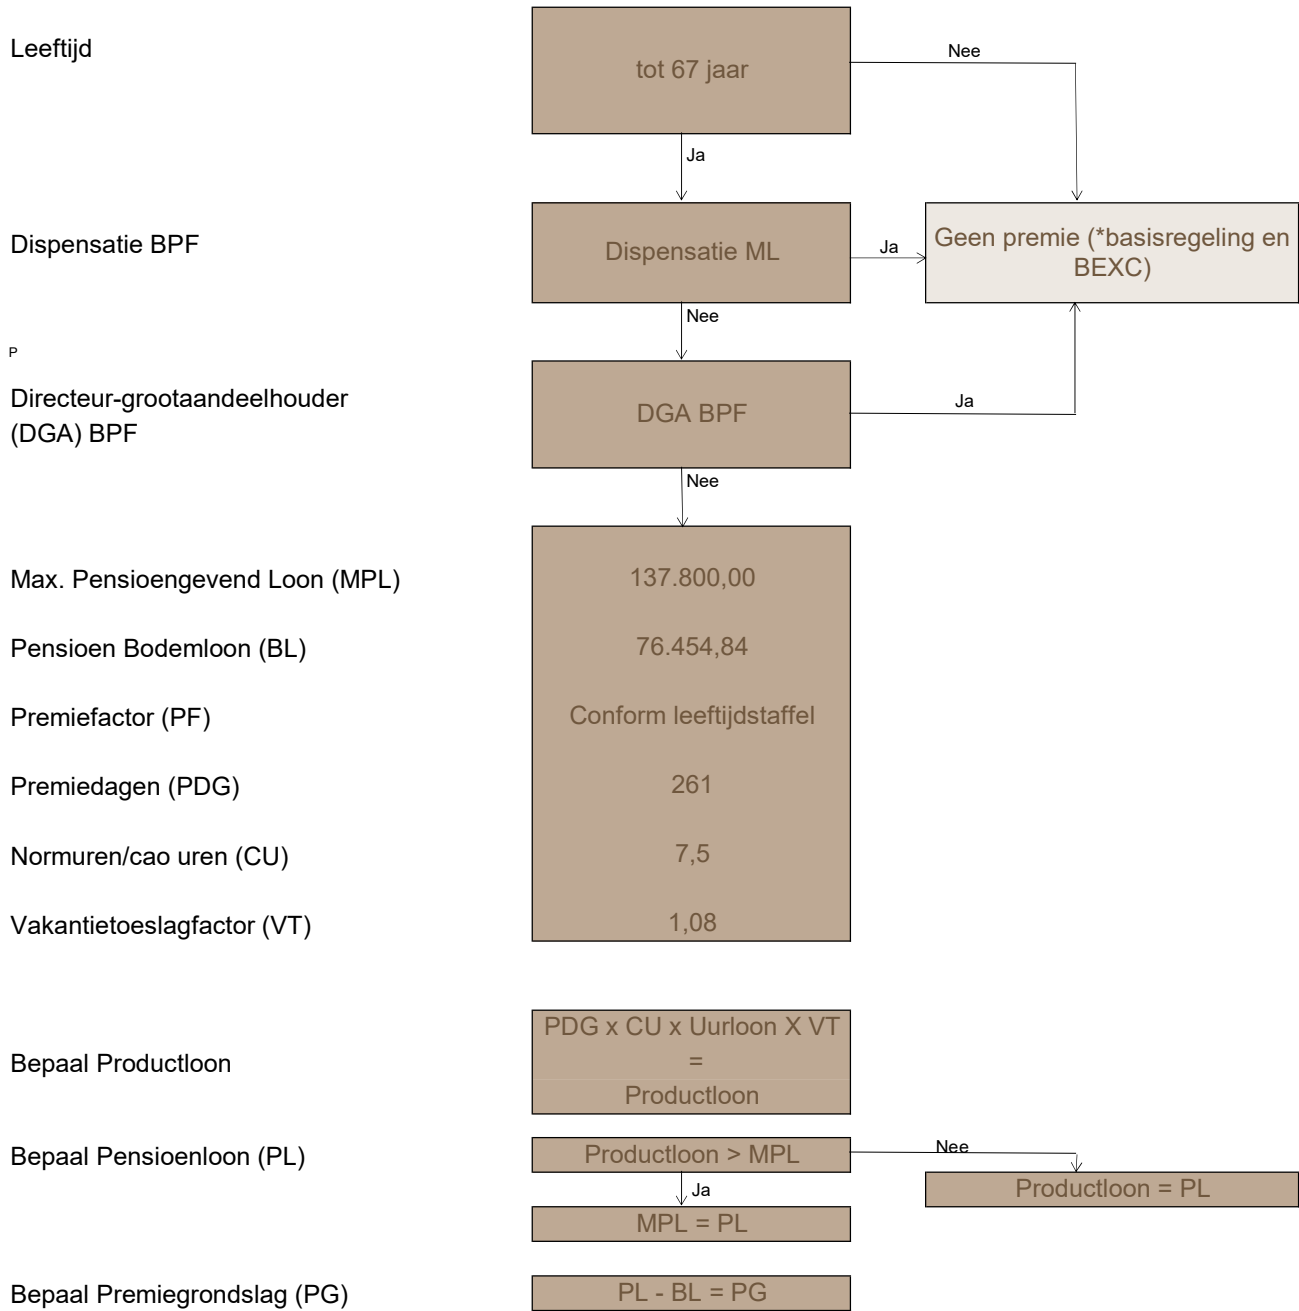 Leeftijd
tot 67 jaar
Nee
Ja
Dispensatie BPF
Dispensatie ML
Ja
Geen premie (*basisregeling en
BEXC)
Nee
P
Directeur-grootaandeelhouder
(DGA) BPF
DGA BPF
Ja
Nee
Max. Pensioengevend Loon (MPL)
137.800,00
Pensioen Bodemloon (BL)
76.454,84
Premiefactor (PF)
Conform leeftijdstaffel
Premiedagen (PDG)
261
Normuren/cao uren (CU)
7,5
Vakantietoeslagfactor (VT)
1,08
Bepaal Productloon
PDG x CU x Uurloon X VT
=
Productloon
Bepaal Pensioenloon (PL)
Productloon > MPL
Nee
Productloon = PL
Ja
MPL = PL
Bepaal Premiegrondslag (PG)
PL - BL = PG